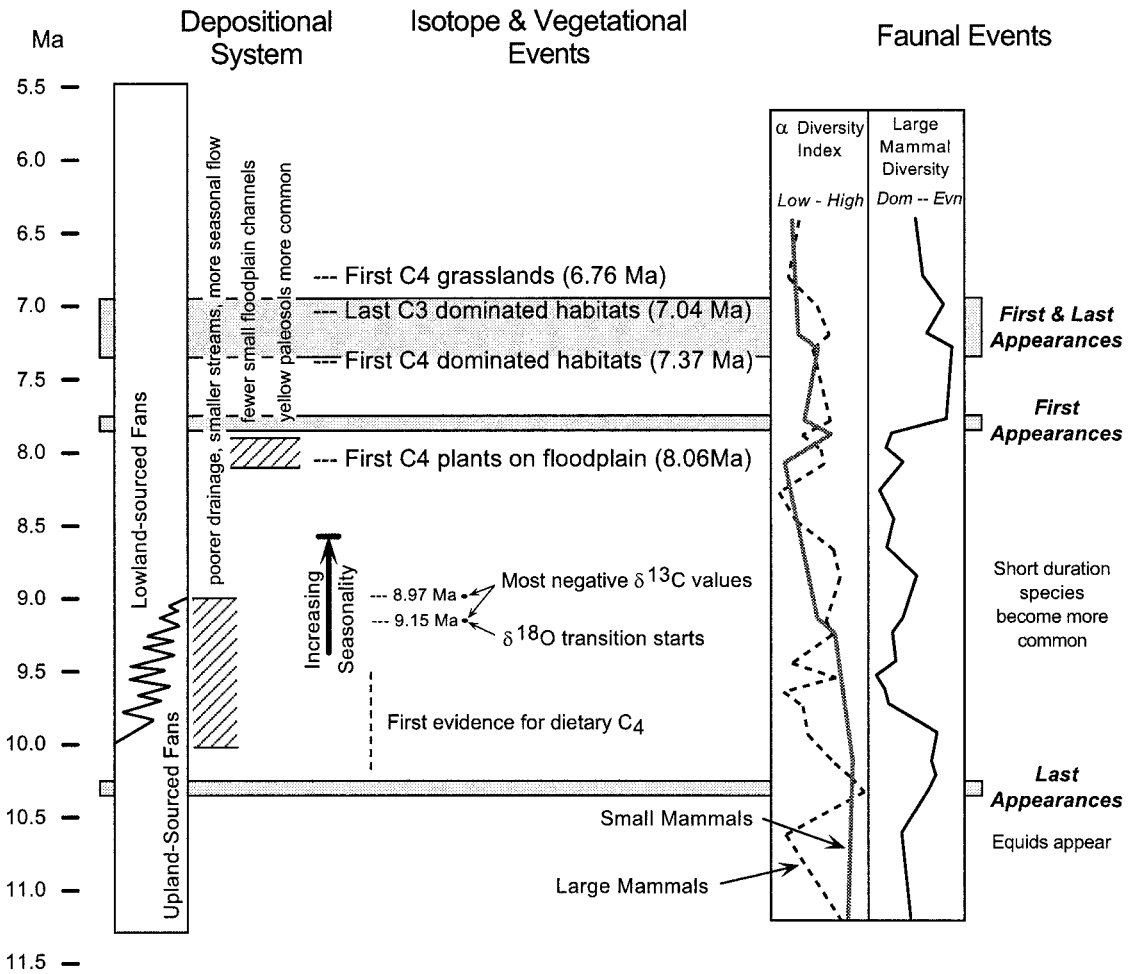 Ma
Depositional
System
Isotope & Vegetational
Events
Faunal Events
5.5
6.0
6.5
7.0
7.5
8.0
8.5
9.0
9.5
10.0
10.5
11.0
11.5
Lowland-sourced Fans
Upland-Sourced Fans
poorer drainage, smaller streams, more seasonal flow
fewer small floodplain channels
yellow paleosols more common
--- First C4 grasslands (6.76 Ma)
--- Last C3 dominated habitats (7.04 Ma)
--- First C4 dominated habitats (7.37 Ma)
--- First C4 plants on floodplain (8.06Ma)
Increasing
Seasonality
--- 8.97 Ma
--- 9.15 Ma
Most negative δ13C values
δ18O transition starts
First evidence for dietary C4
Small Mammals
Large Mammals
α Diversity
Index
Low - High
Large
Mammal
Diversity
Dom -- Evn
First & Last
Appearances
First
Appearances
Short duration
species
become more
common
Last
Appearances
Equids appear